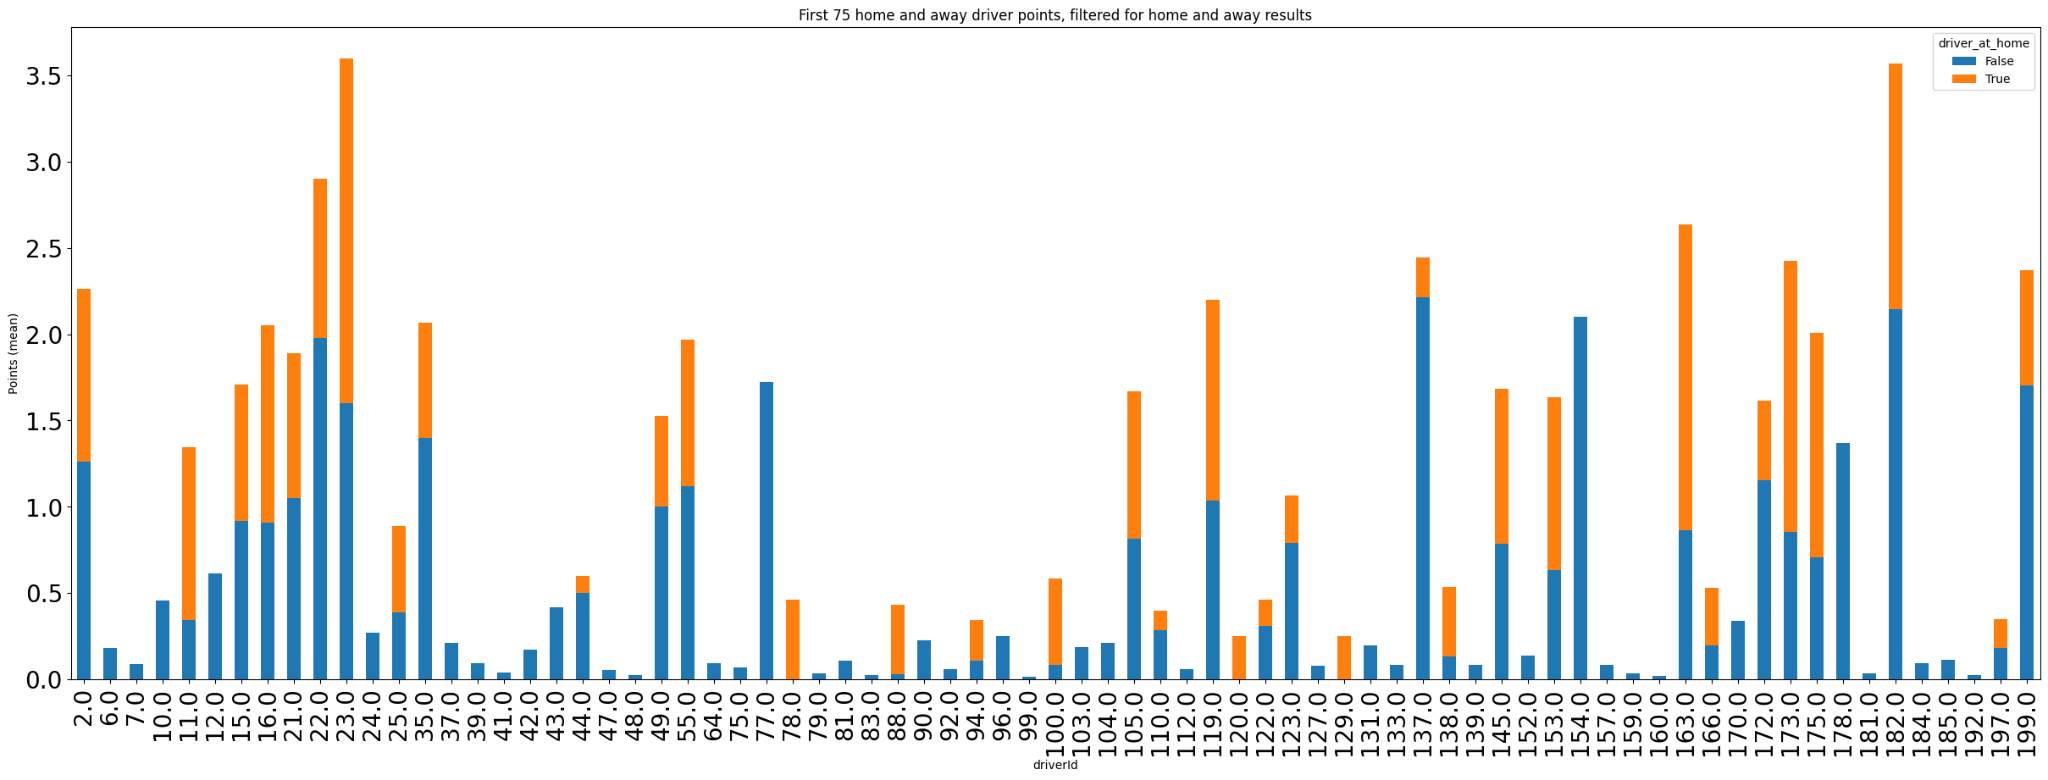 First 75 home and away driver points, filtered for home and away results
driver_at_home
False
True
3.5
3.0
2.5
2.0
1.5
1.0
0.5
0.0
Points (mean)
2.0 6.0 7.0 10.0 11.0 12.0 15.0 16.0 21.0 22.0 23.0 24.0 25.0 35.0 37.0 39.0 41.0 42.0 43.0 44.0 47.0 48.0 49.0 55.0 64.0 75.0 77.0 78.0 79.0 81.0 83.0 88.0 90.0 92.0 94.0 96.0 99.0 100.0 103.0 104.0 105.0 110.0 112.0 119.0 120.0 122.0 123.0 127.0 129.0 131.0 133.0 137.0 138.0 139.0 145.0 152.0 153.0 154.0 157.0 159.0 160.0 163.0 166.0 170.0 172.0 173.0 175.0 178.0 181.0 182.0 184.0 185.0 192.0 197.0 199.0
driverId